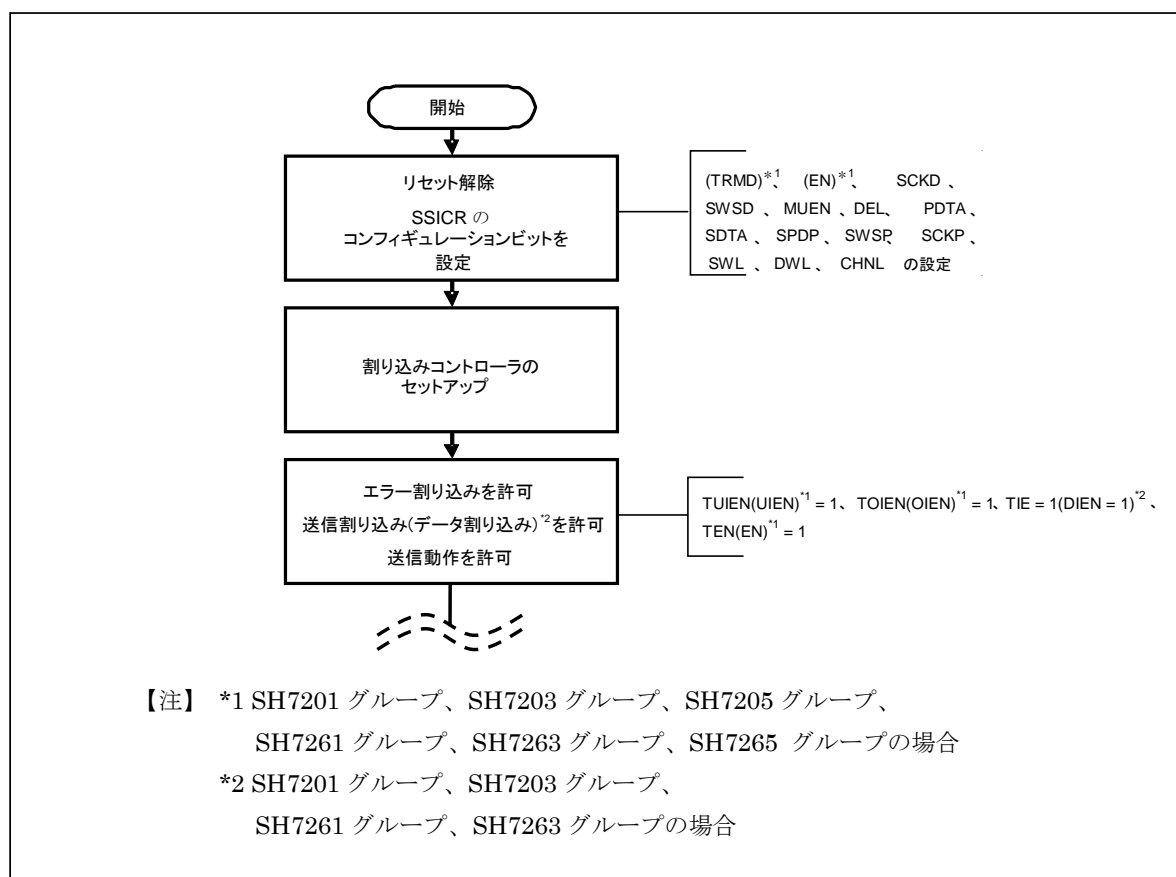 開始
リセット解除
SSICR の
コンフィギュレーションビットを
設定
(TRMD)*1、 (EN)*1、 SCKD 、
SWSD 、 MUEN 、DEL、 PDTA、
SDTA 、 SPDP 、 SWSP、 SCKP 、
SWL 、 DWL、 CHNL の設定
割り込みコントローラの
セットアップ
エラー割り込みを許可
送信割り込み(データ割り込み)*2を許可
送信動作を許可
TUIEN(UIEN)*1 = 1、 TOIEN(OIEN)*1 = 1、TIE = 1(DIEN = 1)*2 、
TEN(EN)*1 = 1
【注】 *1 SH7201 グループ、SH7203 グループ、SH7205 グループ、
SH7261 グループ、SH7263 グループ、SH7265 グループの場合
*2 SH7201 グループ、SH7203 グループ、
SH7261 グループ、SH7263 グループの場合